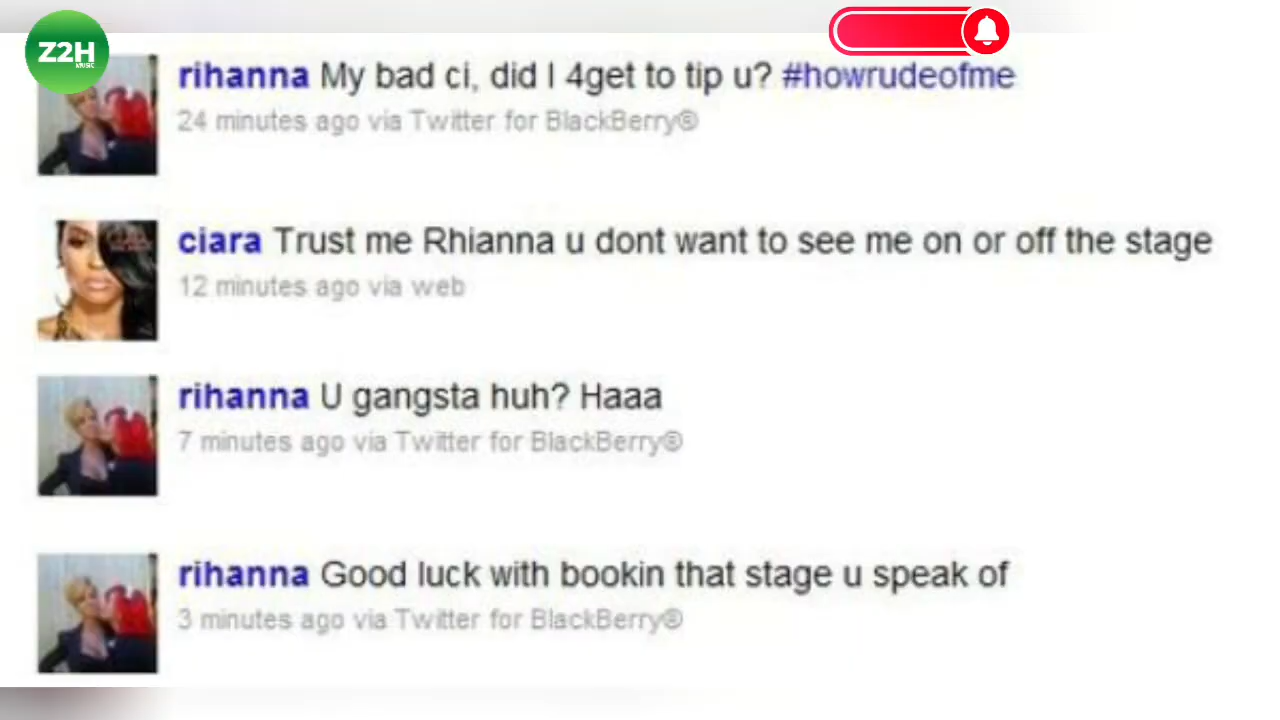 Z2H
MUSIC
rihanna My bad ci, did I 4get to tip u? #howrudeofme
24 minutes ago via Twitter for BlackBerry®
ciara Trust me Rhianna u dont want to see me on or off the stage
12 minutes ago via web
rihanna U gangsta huh? Haaa
7 minutes ago via Twitter for BlackBerry®
rihanna Good luck with bookin that stage u speak of
3 minutes ago via Twitter for BlackBerry®